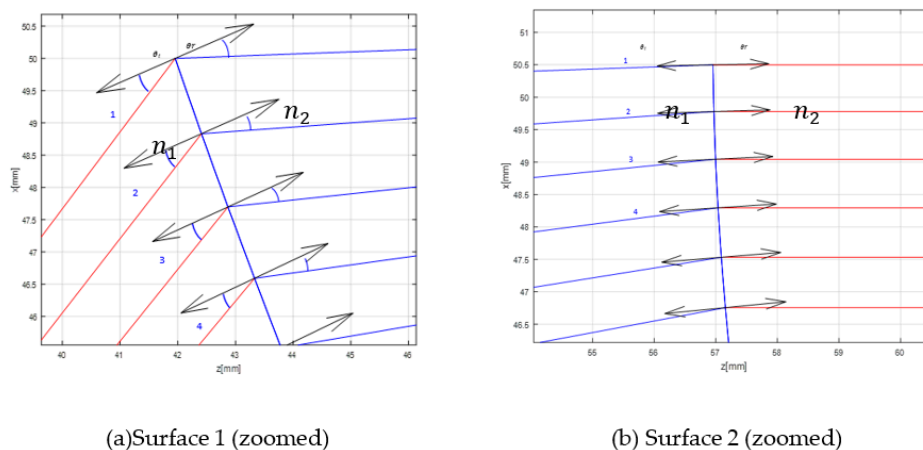 50.5
50
49.5
49
48.5
48
47.5
47
46.5
46
x[mm]
40 41 42 43 44 45 46
z[mm]
θi θr
n₁ n₂
1
2
3
4
(a)Surface 1 (zoomed)
51
50.5
50
49.5
49
48.5
48
47.5
47
46.5
x[mm]
55 56 57 58 59 60
z[mm]
θi θr
n₁ n₂
1
2
3
4
(b) Surface 2 (zoomed)